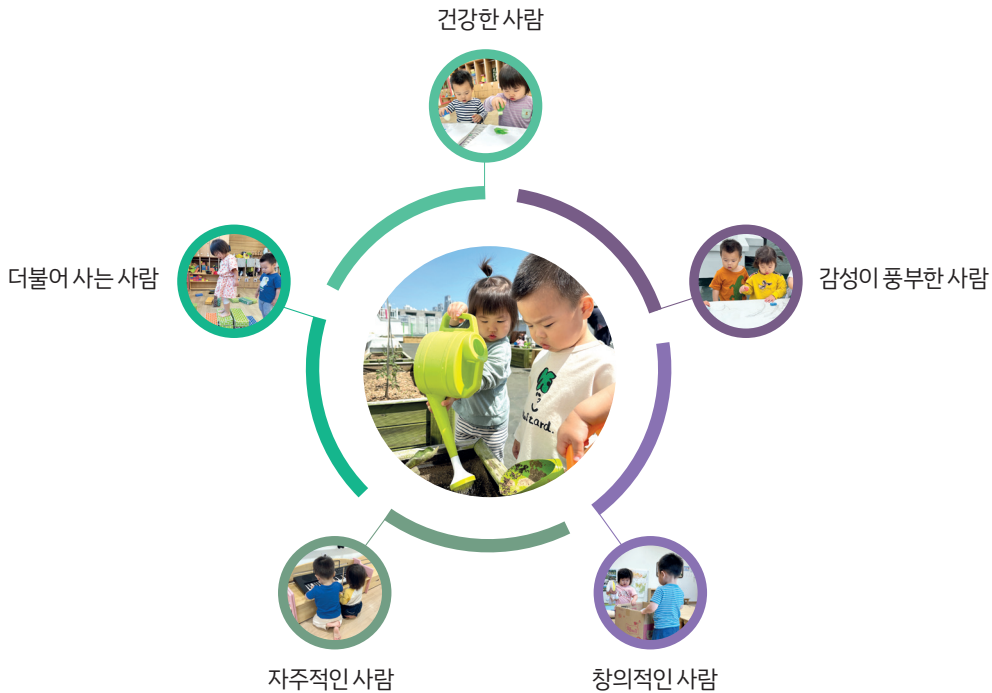 건강한 사람
더불어 사는 사람
감성이 풍부한 사람
izard.
자주적인 사람
창의적인 사람